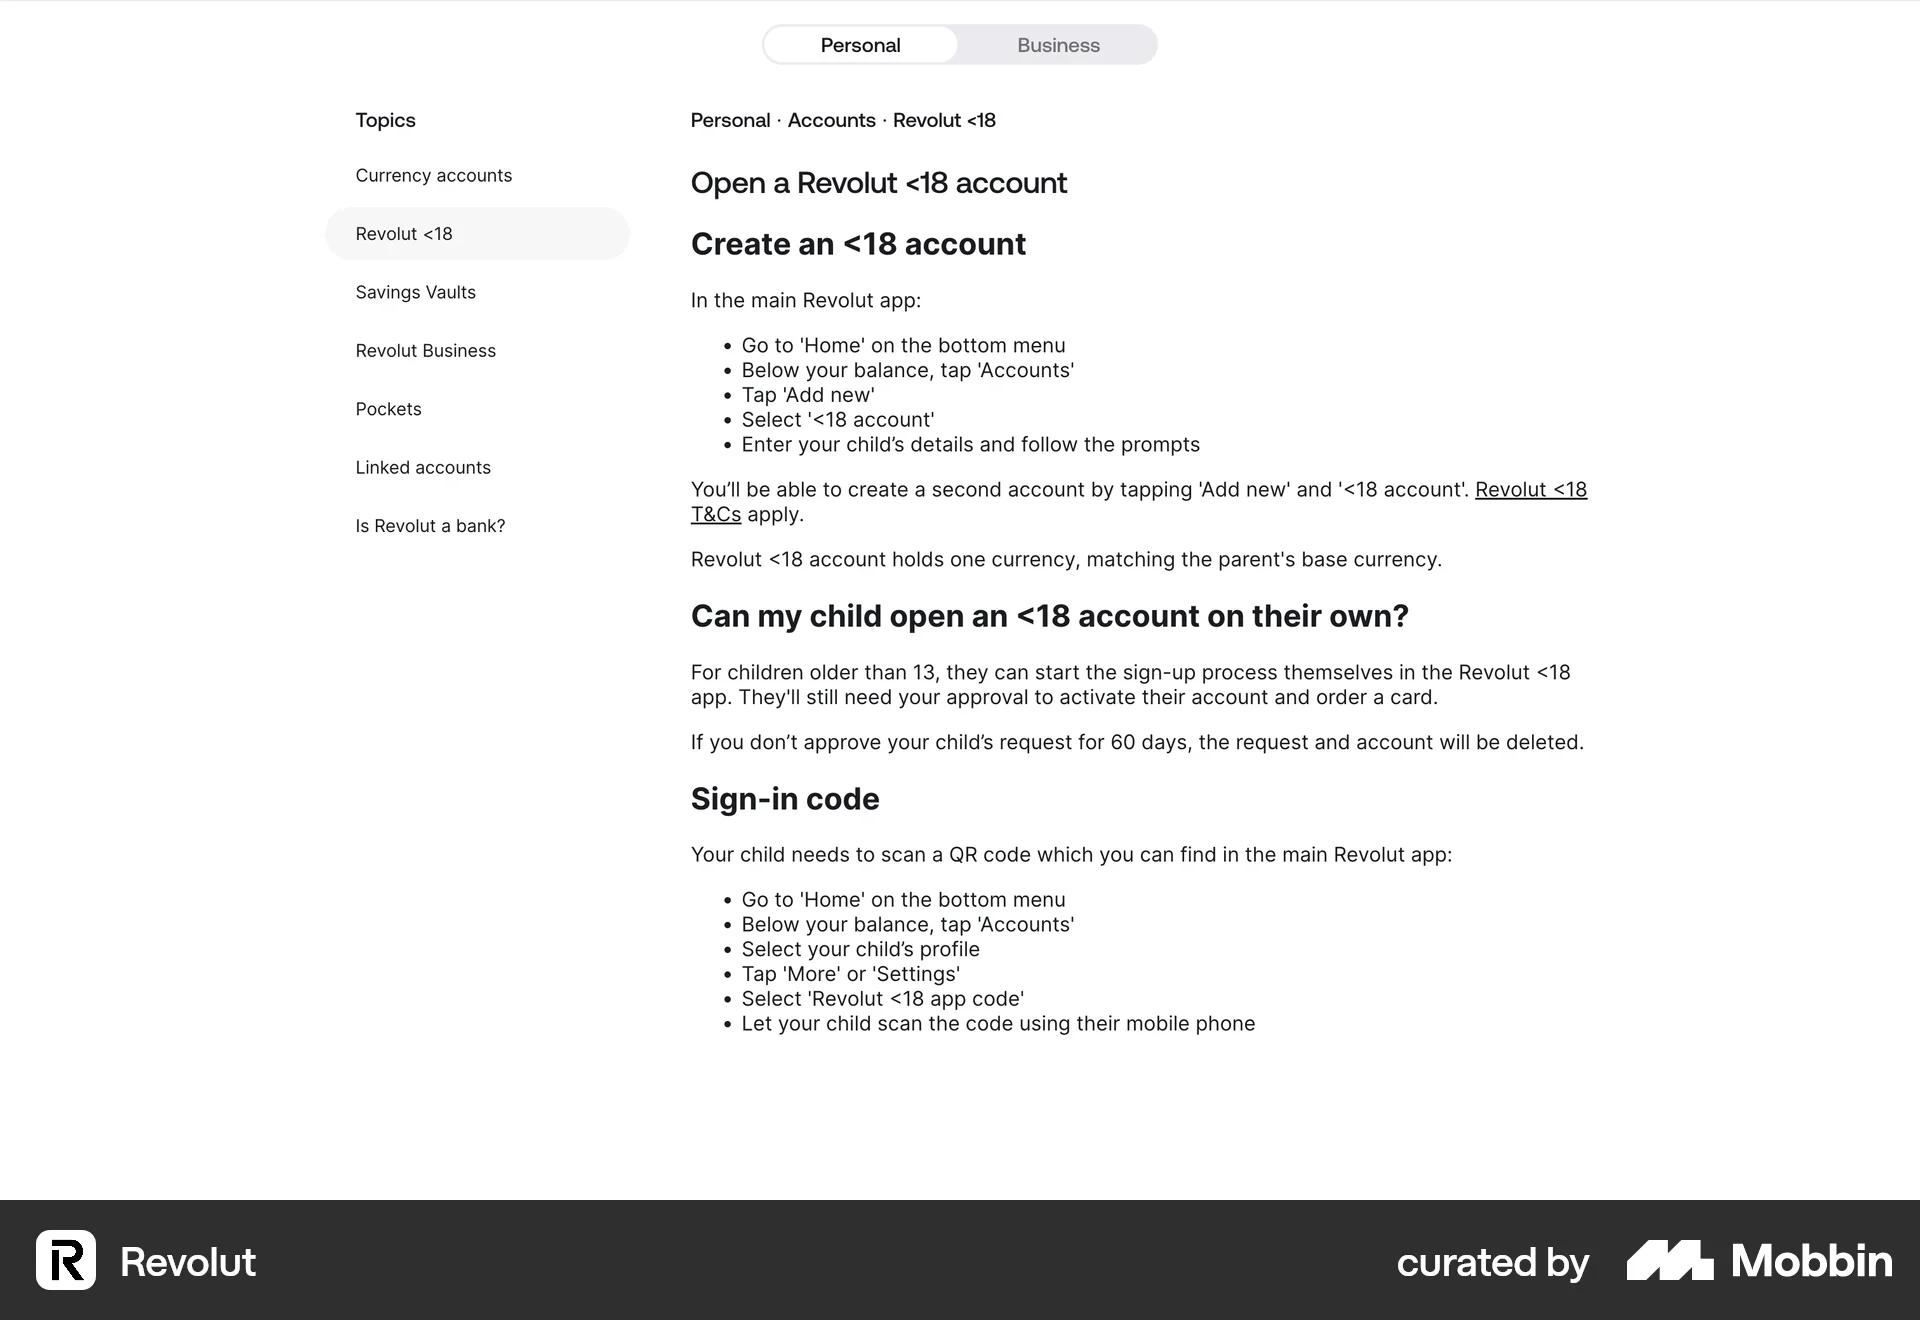 Personal
Business
Topics
Currency accounts
Revolut <18
Savings Vaults
Revolut Business
Pockets
Linked accounts
Is Revolut a bank?
Personal · Accounts · Revolut <18
Open a Revolut <18 account
Create an <18 account
In the main Revolut app:
• Go to 'Home' on the bottom menu
• Below your balance, tap 'Accounts'
• Tap 'Add new'
• Select '<18 account'
• Enter your child’s details and follow the prompts
You’ll be able to create a second account by tapping 'Add new' and '<18 account'. Revolut <18
T&Cs apply.
Revolut <18 account holds one currency, matching the parent's base currency.
Can my child open an <18 account on their own?
For children older than 13, they can start the sign-up process themselves in the Revolut <18
app. They'll still need your approval to activate their account and order a card.
If you don’t approve your child’s request for 60 days, the request and account will be deleted.
Sign-in code
Your child needs to scan a QR code which you can find in the main Revolut app:
• Go to 'Home' on the bottom menu
• Below your balance, tap 'Accounts'
• Select your child’s profile
• Tap 'More' or 'Settings'
• Select 'Revolut <18 app code'
• Let your child scan the code using their mobile phone
R Revolut
curated by Mobbin